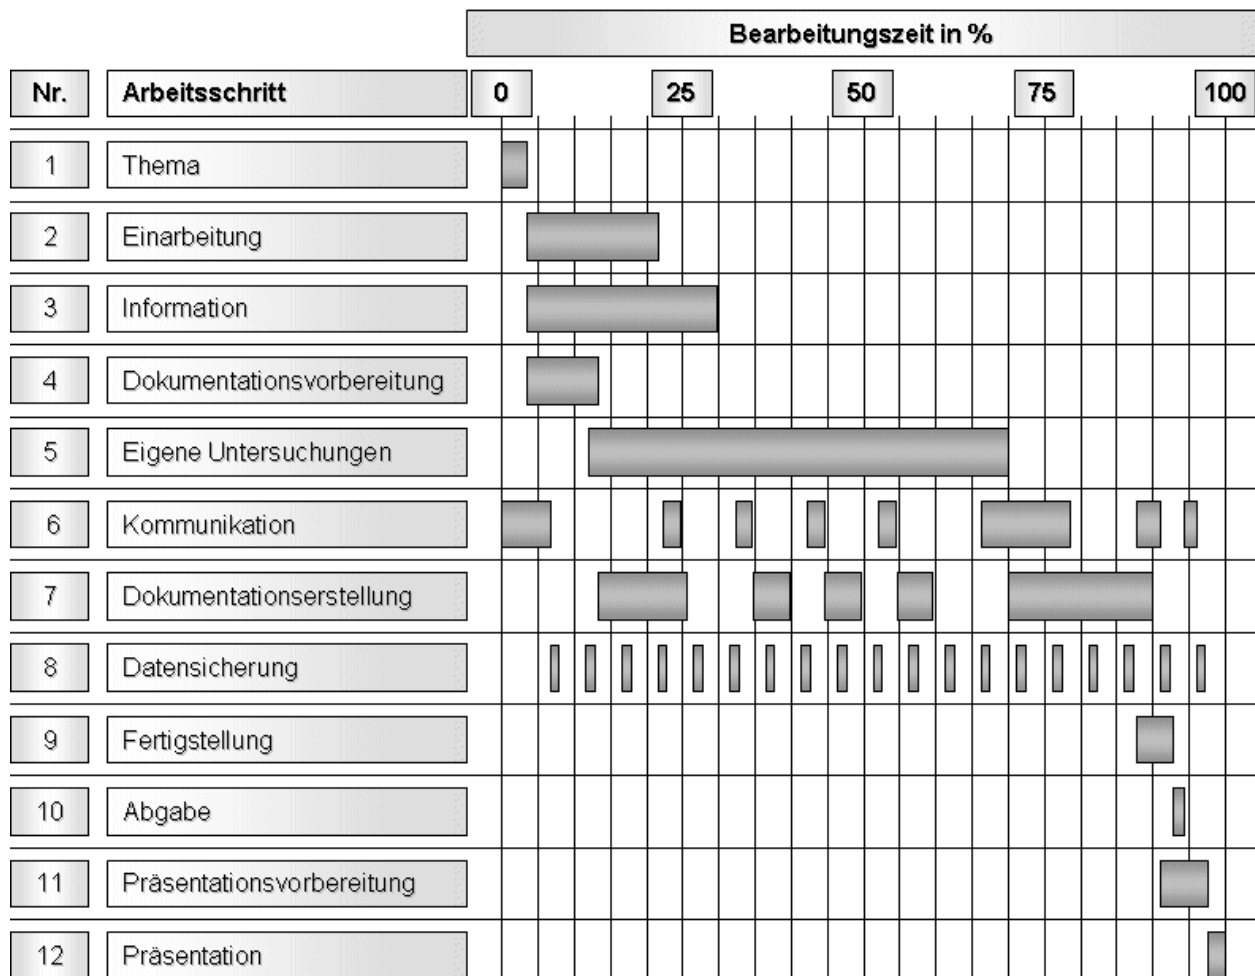 Bearbeitungszeit in %
Nr. Arbeitsschritt 0 25 50 75 100
1 Thema
2 Einarbeitung
3 Information
4 Dokumentationsvorbereitung
5 Eigene Untersuchungen
6 Kommunikation
7 Dokumentationserstellung
8 Datensicherung
9 Fertigstellung
10 Abgabe
11 Präsentationsvorbereitung
12 Präsentation